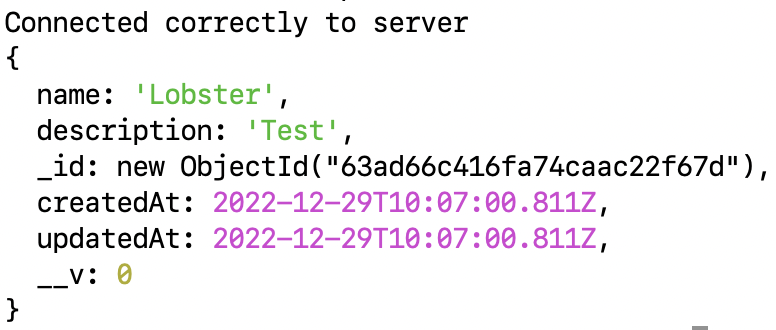 Connected correctly to server
{
  name: 'Lobster',
  description: 'Test',
  _id: new ObjectId("63ad66c416fa74caac22f67d"),
  createdAt: 2022-12-29T10:07:00.811Z,
  updatedAt: 2022-12-29T10:07:00.811Z,
  __v: 0
}